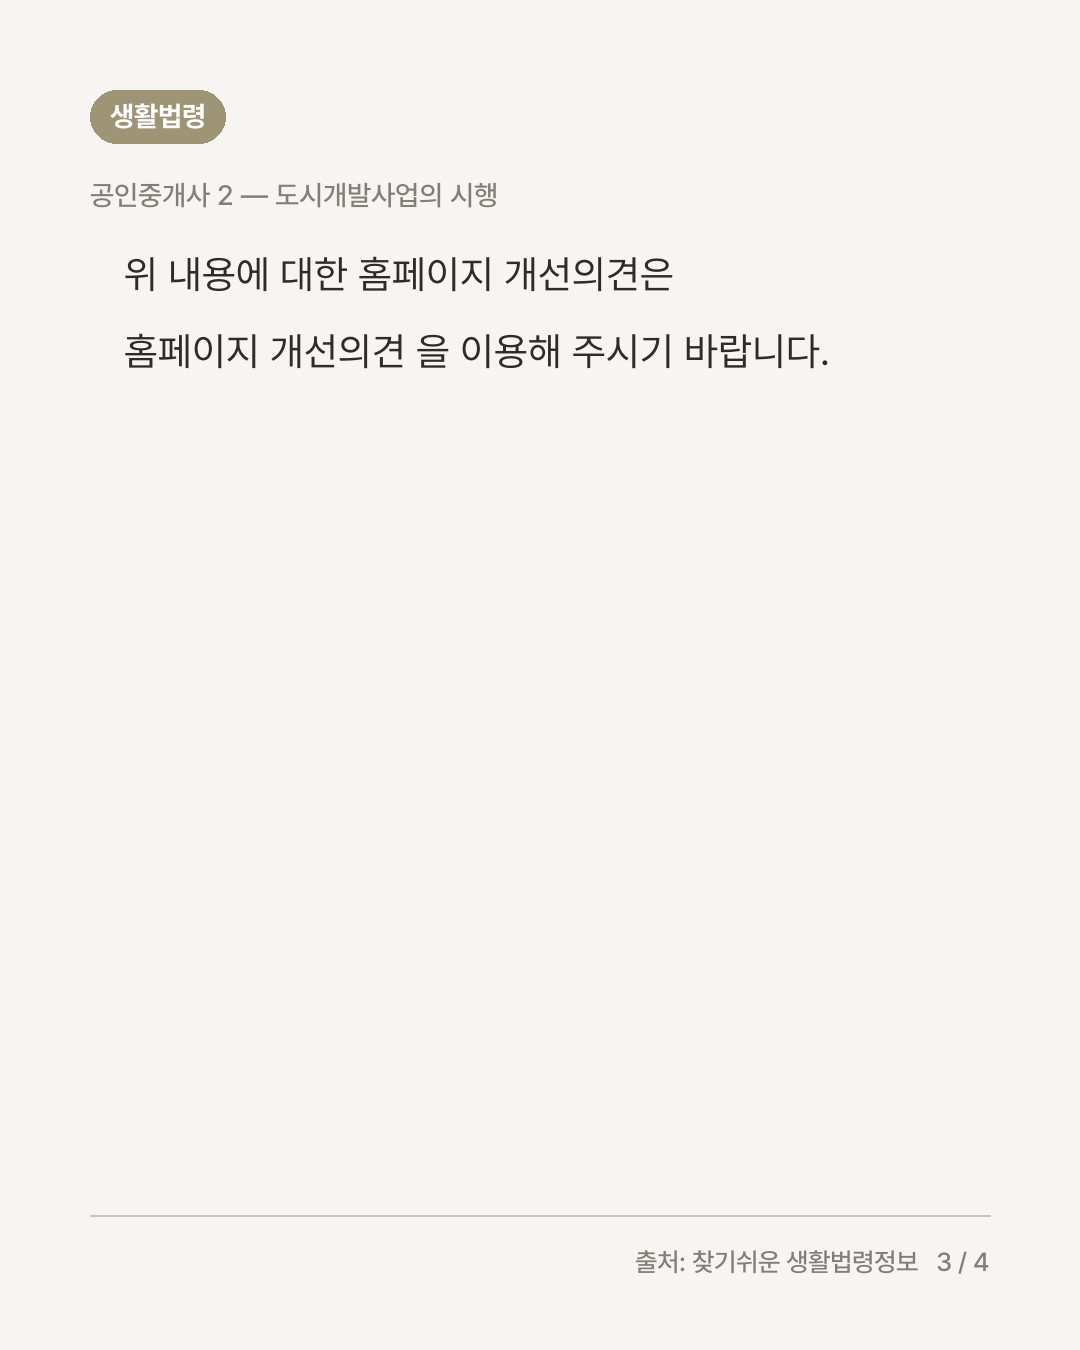 생활법령
공인중개사 2 — 도시개발사업의 시행
위 내용에 대한 홈페이지 개선의견은
홈페이지 개선의견 을 이용해 주시기 바랍니다.
출처: 찾기쉬운 생활법령정보 3 / 4